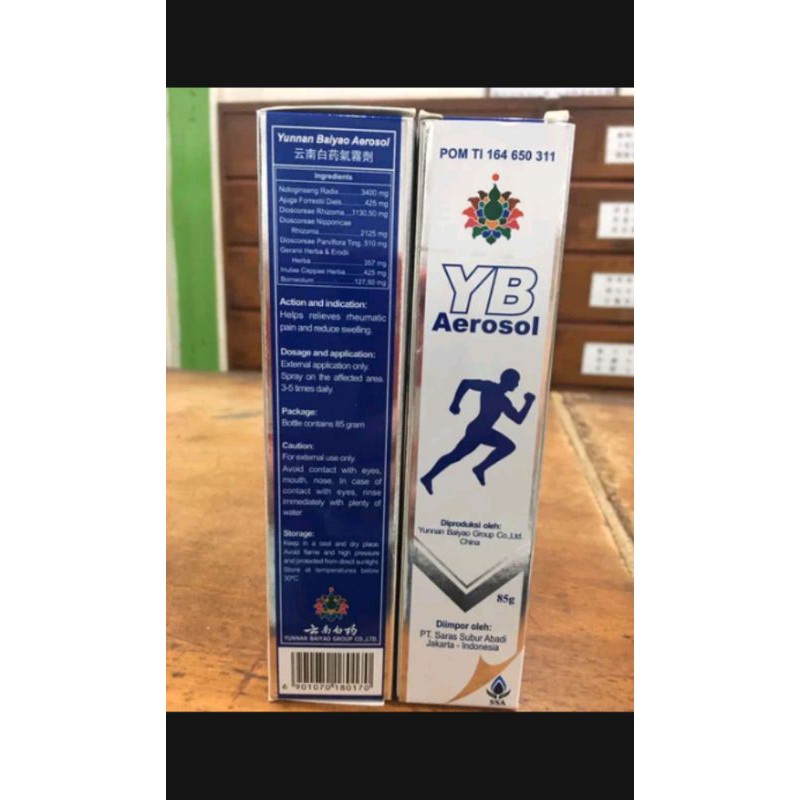 Yunnan Baiyao Aerosol
云南白药氣霧劑
Ingredients
Notoginseng Radix............3400 mg
Ajuga Forrestii Diels............425 mg
Dioscoreae Rhizoma....1130,50 mg
Dioscoreae Nipponicae
Rhizoma............2125 mg
Dioscoreae Parviflora Ting. 510 mg
Geranii Herba & Erodii
Herba............357 mg
Inulae Cappae Herba............425 mg
Borneolum............127,50 mg
Action and indication:
Helps relieves rheumatic
pain and reduce swelling.
Dosage and application:
External application only.
Spray on the affected area
3-5 times daily
Package:
Bottle contains 85 gram
Caution:
For external use only
Avoid contact with eyes,
mouth, nose. In case of
contact with eyes, rinse
immediately with plenty of
water
Storage:
Keep in a cool and dry place.
Avoid flame and high pressure
and protected from direct sunlight.
Store at temperatures below
30°C
云南白药
YUNNAN BAIYAO GROUP CO.,LTD.
6 901070 180170
POM TI 164 650 311
YB
Aerosol
Diproduksi oleh:
Yunnan Baiyao Group Co.,Ltd.
China
85g
Diimpor oleh:
PT. Saras Subur Abadi
Jakarta - Indonesia
SSA